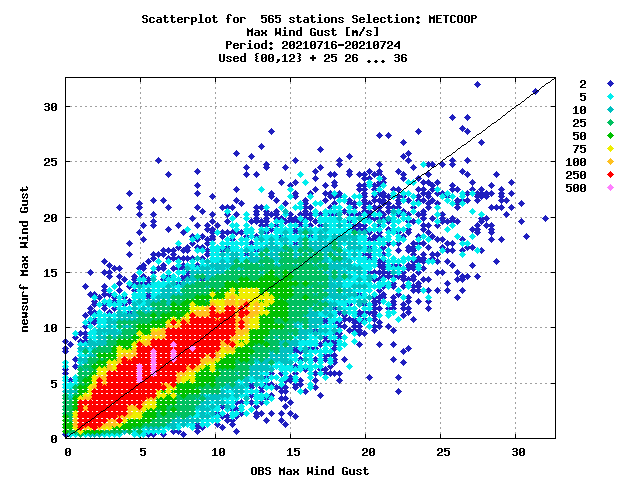 Scatterplot for  565 stations Selection: METCOOP
Max Wind Gust [m/s]
Period: 20210716-20210724
Used {00,12} + 25 26 ... 36
2
5
10
25
50
75
100
250
500
newsurf Max Wind Gust
30
25
20
15
10
5
0
0 5 10 15 20 25 30
OBS Max Wind Gust